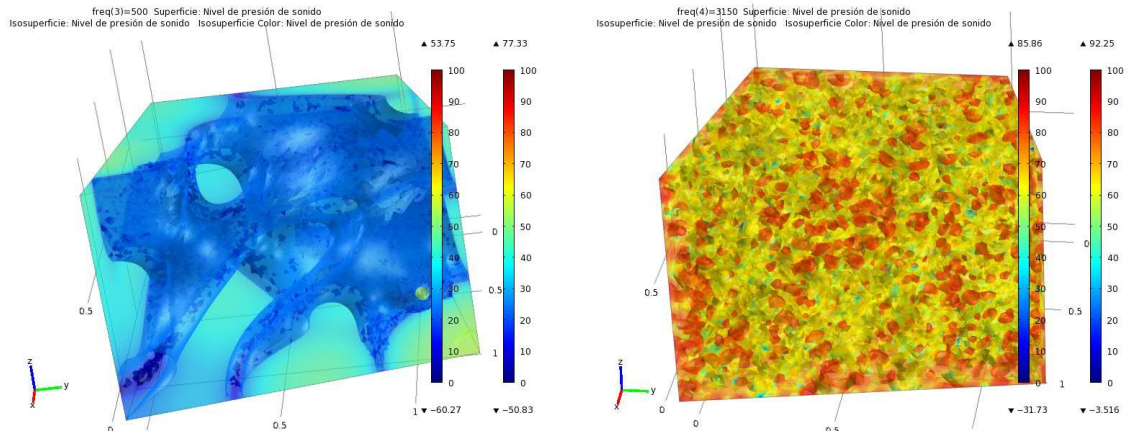 freq(3)=500 Superficie: Nivel de presión de sonido
Isosuperficie: Nivel de presión de sonido Isosuperficie Color: Nivel de presión de sonido
▲ 53.75 ▲ 77.33
100 100
90 90
80 80
70 70
60 60
50 50
40 40
30 30
20 20
10 10
0 0
▼ −60.27 ▼ −50.83
0
0.5
1
0.5
0.5
0
1
z
y
x
freq(4)=3150 Superficie: Nivel de presión de sonido
Isosuperficie: Nivel de presión de sonido Isosuperficie Color: Nivel de presión de sonido
▲ 85.86 ▲ 92.25
100 100
90 90
80 80
70 70
60 60
50 50
40 40
30 30
20 20
10 10
0 0
▼ −31.73 ▼ −3.516
0
0.5
1
0.5
0
0
0.5
z
y
x